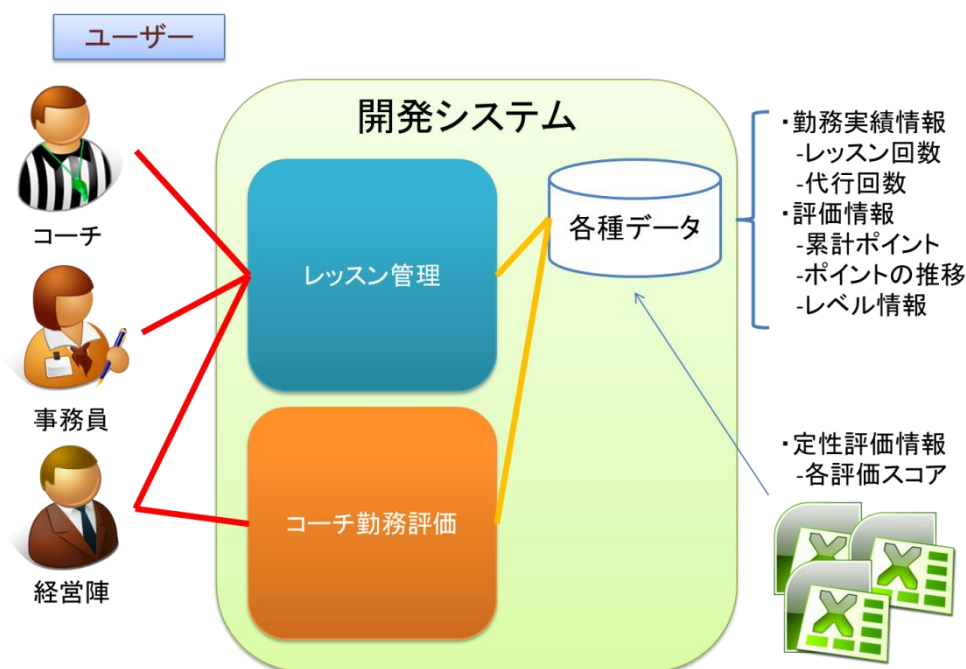 ユーザー
コーチ
事務員
経営陣
開発システム
レッスン管理
コーチ勤務評価
各種データ
・勤務実績情報
-レッスン回数
-代行回数
・評価情報
-累計ポイント
-ポイントの推移
-レベル情報
・定性評価情報
-各評価スコア